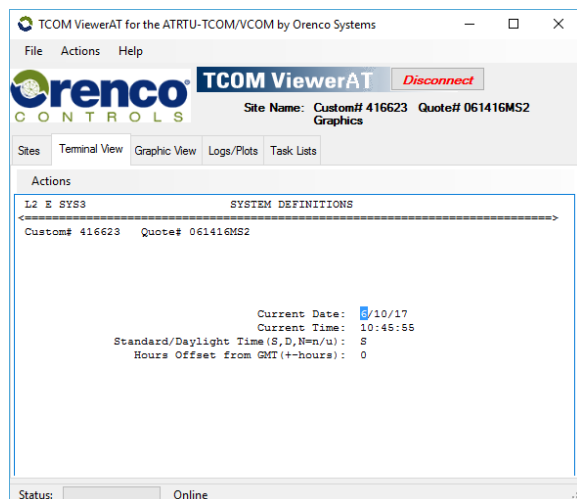 TCOM ViewerAT for the ATRTU-TCOM/VCOM by Orenco Systems
File Actions Help
Orenco
CONTROLS
TCOM ViewerAT
Disconnect
Site Name: Custom# 416623 Quote# 061416MS2
Graphics
Sites Terminal View Graphic View Logs/Plots Task Lists
Actions
L2 E SYS3 SYSTEM DEFINITIONS
<==============================================================================>
Custom# 416623 Quote# 061416MS2
Current Date: 6/10/17
Current Time: 10:45:55
Standard/Daylight Time(S,D,N=n/u): S
Hours Offset from GMT(+-hours): 0
Status: Online